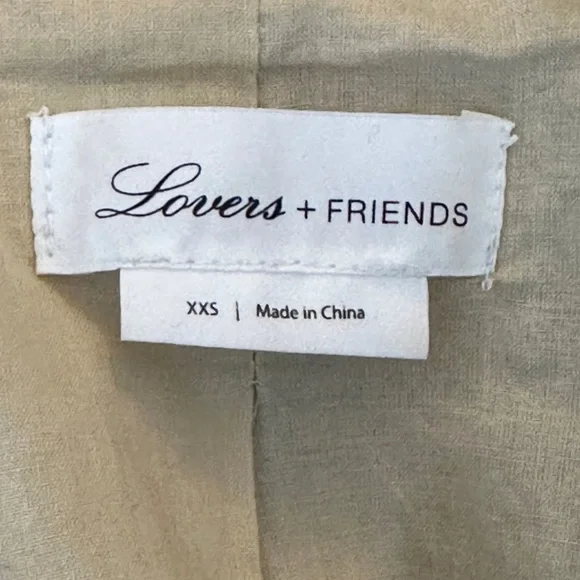 Lovers + FRIENDS
XXS | Made in China